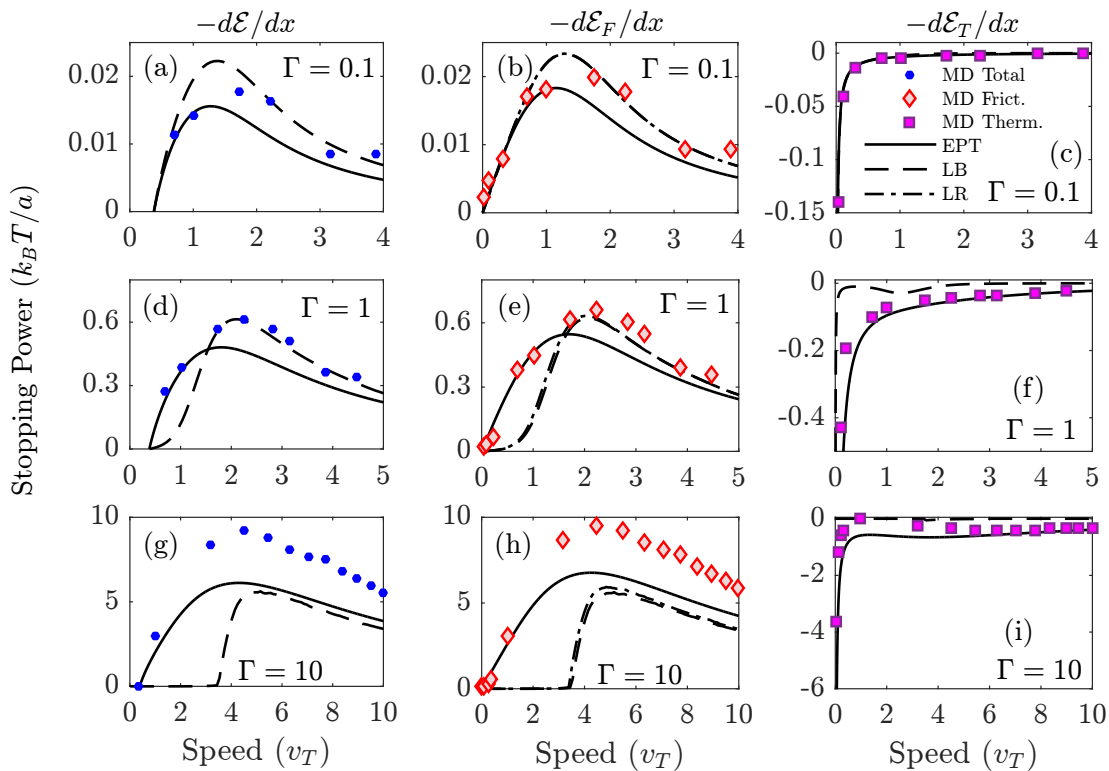 −dℰ/dx
−dℰ_F/dx
−dℰ_T/dx
Stopping Power (k_BT/a)
(a)
Γ = 0.1
0.02
0.01
0
0 1 2 3 4
(b)
Γ = 0.1
0.02
0.01
0
0 1 2 3 4
0
-0.05
-0.1
-0.15
MD Total
MD Frict.
MD Therm.
EPT
LB
LR
(c)
Γ = 0.1
0 1 2 3 4
(d)
Γ = 1
0.6
0.3
0
0 1 2 3 4 5
(e)
Γ = 1
0.6
0.3
0
0 1 2 3 4 5
0
-0.2
-0.4
(f)
Γ = 1
0 1 2 3 4 5
10
5
0
(g)
Γ = 10
0 2 4 6 8 10
Speed (v_T)
10
5
0
(h)
Γ = 10
0 2 4 6 8 10
Speed (v_T)
0
-2
-4
-6
(i)
Γ = 10
0 2 4 6 8 10
Speed (v_T)